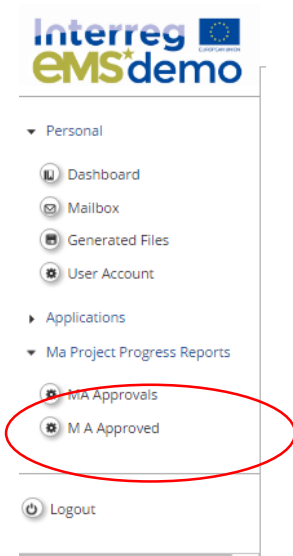 Interreg
EUROPEAN UNION
eMS demo
Personal
Dashboard
Mailbox
Generated Files
User Account
Applications
Ma Project Progress Reports
MA Approvals
M A Approved
Logout